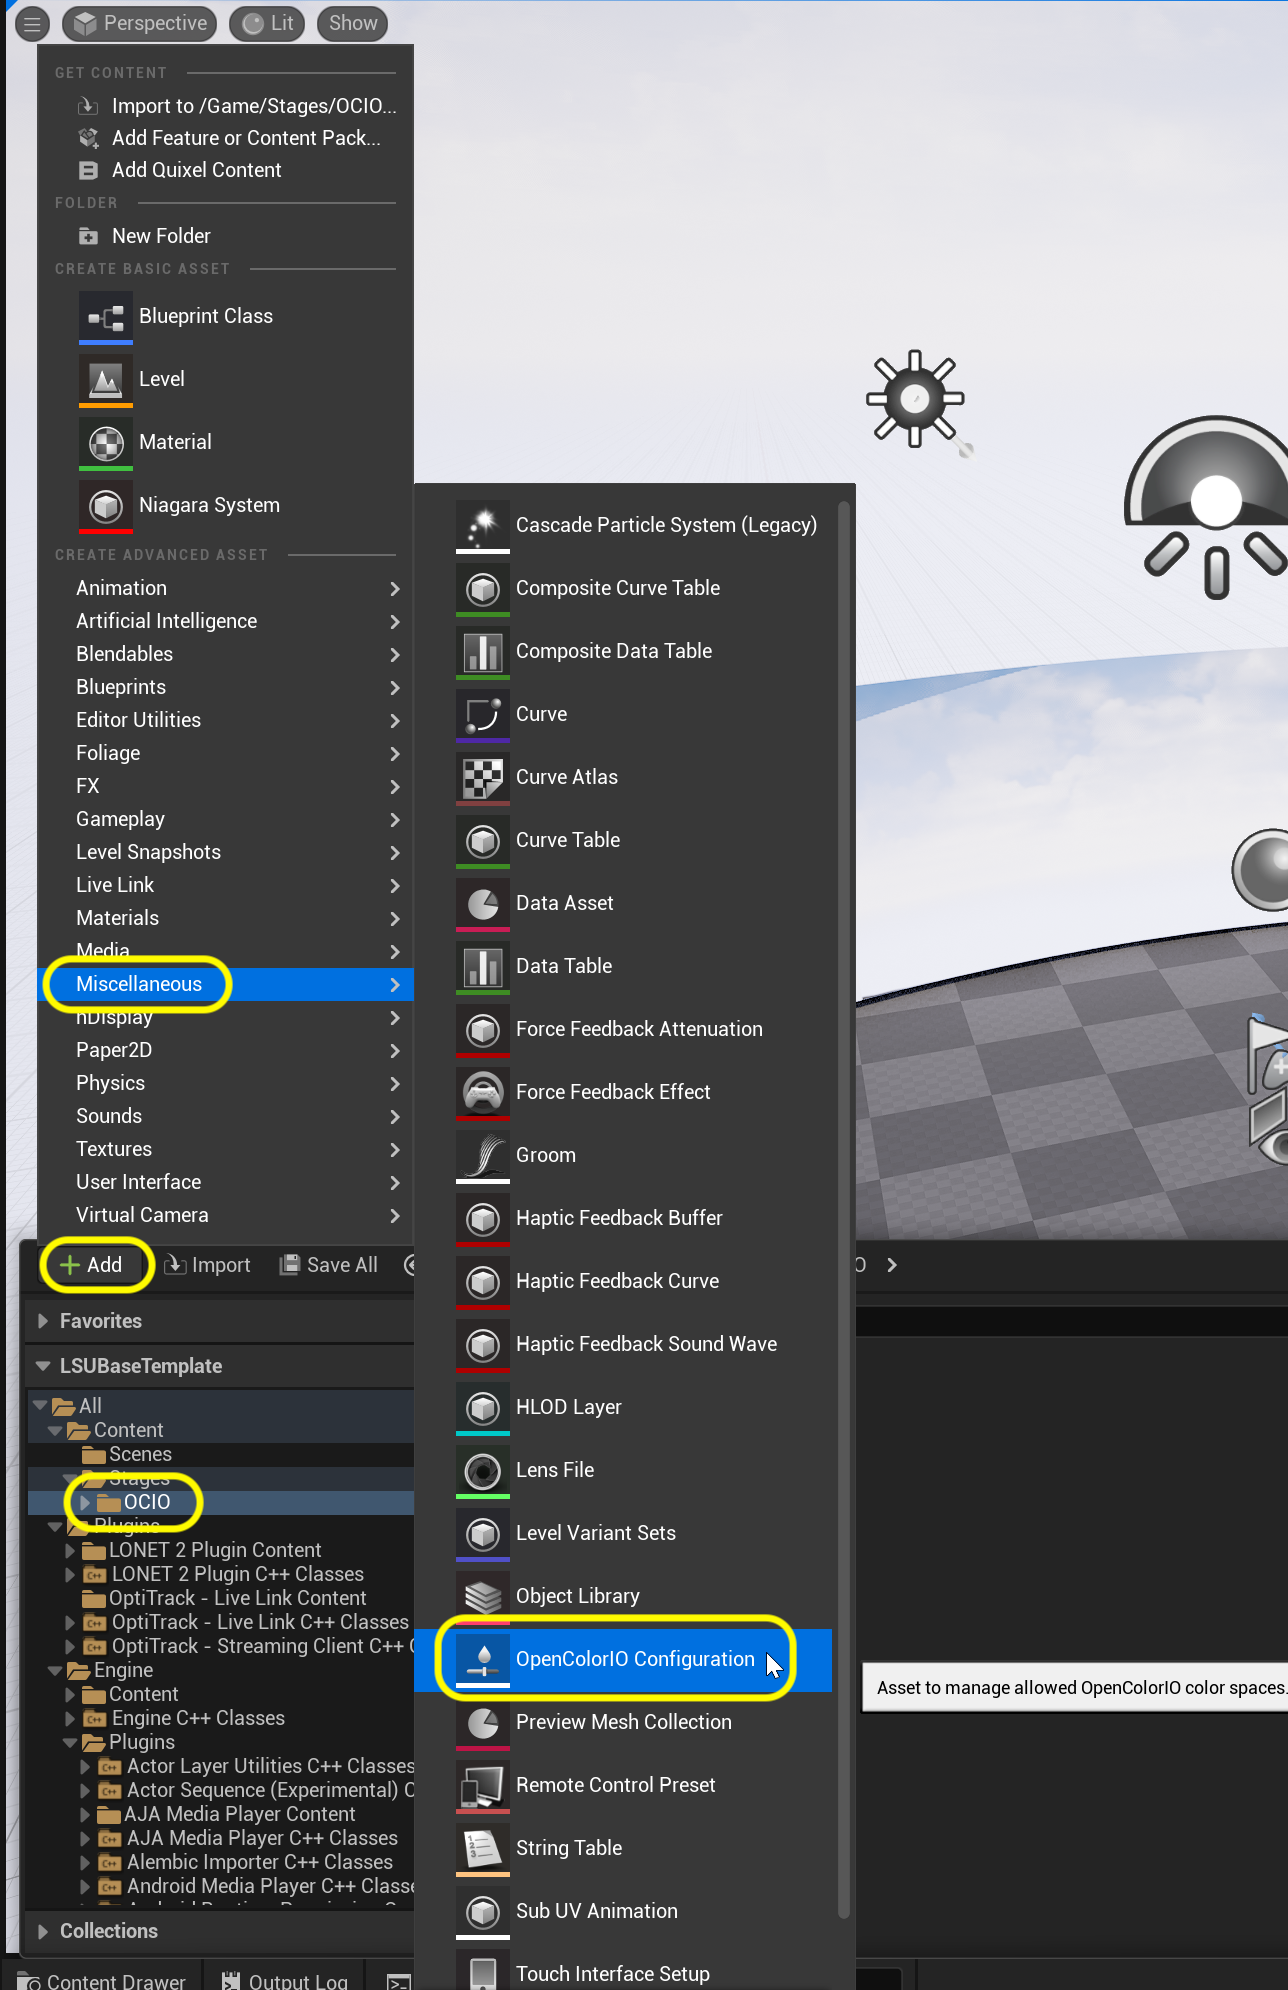 Perspective
Lit
Show
GET CONTENT
Import to /Game/Stages/OCIO...
Add Feature or Content Pack...
Add Quixel Content
FOLDER
New Folder
CREATE BASIC ASSET
Blueprint Class
Level
Material
Niagara System
CREATE ADVANCED ASSET
Animation
Artificial Intelligence
Blendables
Blueprints
Editor Utilities
Foliage
FX
Gameplay
Level Snapshots
Live Link
Materials
Media
Miscellaneous
nDisplay
Paper2D
Physics
Sounds
Textures
User Interface
Virtual Camera
Cascade Particle System (Legacy)
Composite Curve Table
Composite Data Table
Curve
Curve Atlas
Curve Table
Data Asset
Data Table
Force Feedback Attenuation
Force Feedback Effect
Groom
Haptic Feedback Buffer
Haptic Feedback Curve
Haptic Feedback Sound Wave
HLOD Layer
Lens File
Level Variant Sets
Object Library
OpenColorIO Configuration
Preview Mesh Collection
Remote Control Preset
String Table
Sub UV Animation
Touch Interface Setup
Asset to manage allowed OpenColorIO color spaces.
Add
Import
Save All
O
Favorites
LSUBaseTemplate
All
Content
Scenes
Stages
OCIO
Plugins
LONET 2 Plugin Content
LONET 2 Plugin C++ Classes
OptiTrack - Live Link Content
OptiTrack - Live Link C++ Classes
OptiTrack - Streaming Client C++
Engine
Content
Engine C++ Classes
Plugins
Actor Layer Utilities C++ Classes
Actor Sequence (Experimental) C
AJA Media Player Content
AJA Media Player C++ Classes
Alembic Importer C++ Classes
Android Media Player C++ Classe
Collections
Content Drawer
Output Log